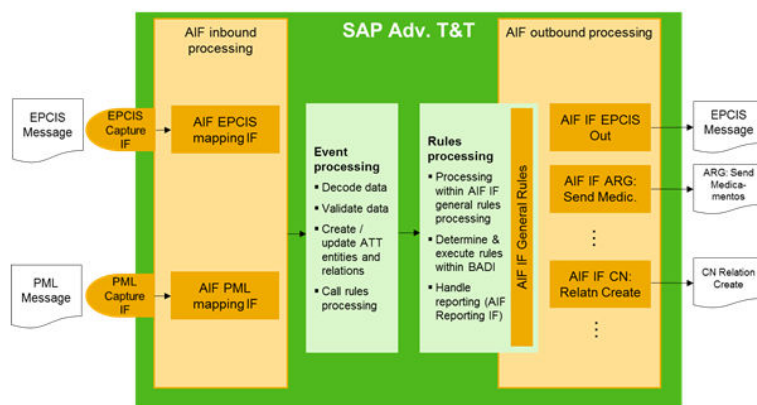 SAP Adv. T&T
AIF inbound
processing
EPCIS
Message
EPCIS
Capture
IF
AIF EPCIS
mapping IF
PML
Message
PML
Capture
IF
AIF PML
mapping IF
Event
processing
▪ Decode data
▪ Validate data
▪ Create /
update ATT
entities and
relations
▪ Call rules
processing
Rules
processing
▪ Processing
within AIF IF
general rules
processing
▪ Determine &
execute rules
within BADI
▪ Handle
reporting (AIF
Reporting IF)
AIF IF General Rules
AIF outbound processing
AIF IF EPCIS
Out
AIF IF ARG:
Send Medic.
⋮
AIF IF CN:
Relatn Create
⋮
EPCIS
Message
ARG: Send
Medica-
mentos
CN Relation
Create